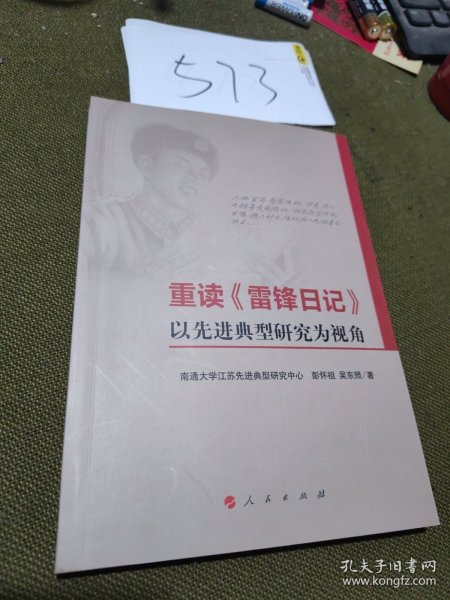 573
重读《雷锋日记》
以先进典型研究为视角
南通大学江苏先进典型研究中心 彭怀祖 吴东照/著
人民出版社
孔夫子旧书网
www.kongfz.com